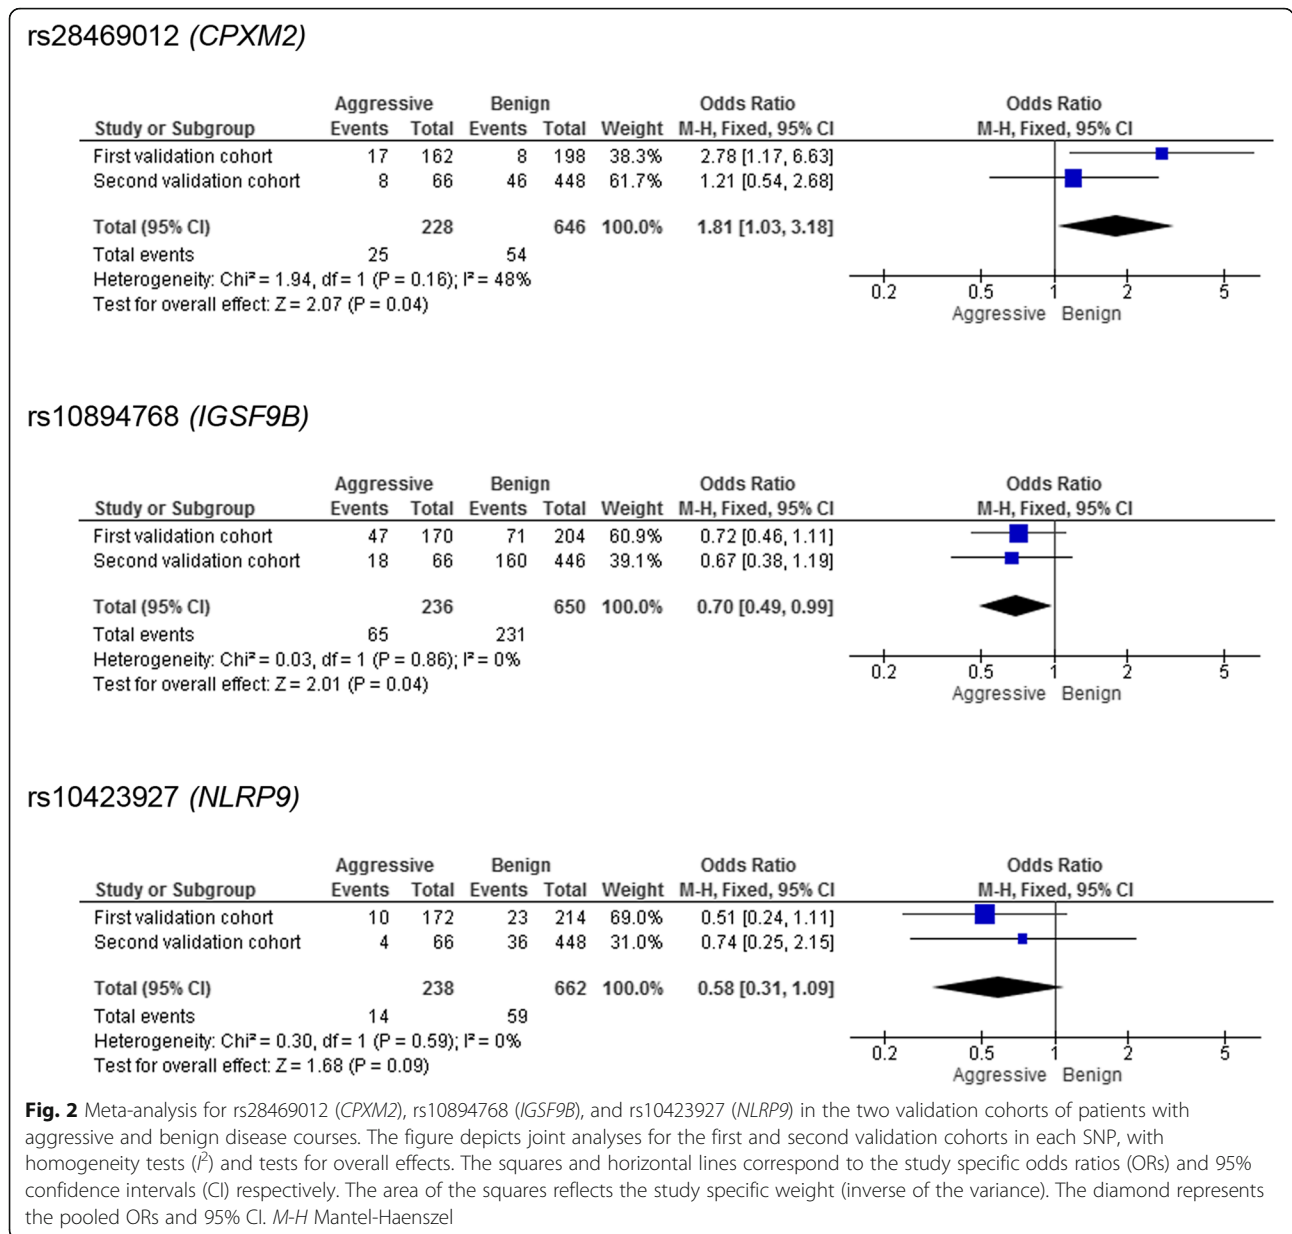 rs28469012 (CPXM2)
Aggressive Benign Odds Ratio Odds Ratio
Study or Subgroup Events Total Events Total Weight M-H, Fixed, 95% CI M-H, Fixed, 95% CI
First validation cohort 17 162 8 198 38.3% 2.78 [1.17, 6.63]
Second validation cohort 8 66 46 448 61.7% 1.21 [0.54, 2.68]
Total (95% CI) 228 646 100.0% 1.81 [1.03, 3.18]
Total events 25 54
Heterogeneity: Chi² = 1.94, df = 1 (P = 0.16); I² = 48%
Test for overall effect: Z = 2.07 (P = 0.04)
0.2 0.5 1 2 5
Aggressive Benign
rs10894768 (IGSF9B)
Aggressive Benign Odds Ratio Odds Ratio
Study or Subgroup Events Total Events Total Weight M-H, Fixed, 95% CI M-H, Fixed, 95% CI
First validation cohort 47 170 71 204 60.9% 0.72 [0.46, 1.11]
Second validation cohort 18 66 160 446 39.1% 0.67 [0.38, 1.19]
Total (95% CI) 236 650 100.0% 0.70 [0.49, 0.99]
Total events 65 231
Heterogeneity: Chi² = 0.03, df = 1 (P = 0.86); I² = 0%
Test for overall effect: Z = 2.01 (P = 0.04)
0.2 0.5 1 2 5
Aggressive Benign
rs10423927 (NLRP9)
Aggressive Benign Odds Ratio Odds Ratio
Study or Subgroup Events Total Events Total Weight M-H, Fixed, 95% CI M-H, Fixed, 95% CI
First validation cohort 10 172 23 214 69.0% 0.51 [0.24, 1.11]
Second validation cohort 4 66 36 448 31.0% 0.74 [0.25, 2.15]
Total (95% CI) 238 662 100.0% 0.58 [0.31, 1.09]
Total events 14 59
Heterogeneity: Chi² = 0.30, df = 1 (P = 0.59); I² = 0%
Test for overall effect: Z = 1.68 (P = 0.09)
0.2 0.5 1 2 5
Aggressive Benign
Fig. 2 Meta-analysis for rs28469012 (CPXM2), rs10894768 (IGSF9B), and rs10423927 (NLRP9) in the two validation cohorts of patients with
aggressive and benign disease courses. The figure depicts joint analyses for the first and second validation cohorts in each SNP, with
homogeneity tests (I²) and tests for overall effects. The squares and horizontal lines correspond to the study specific odds ratios (ORs) and 95%
confidence intervals (CI) respectively. The area of the squares reflects the study specific weight (inverse of the variance). The diamond represents
the pooled ORs and 95% CI. M-H Mantel-Haenszel